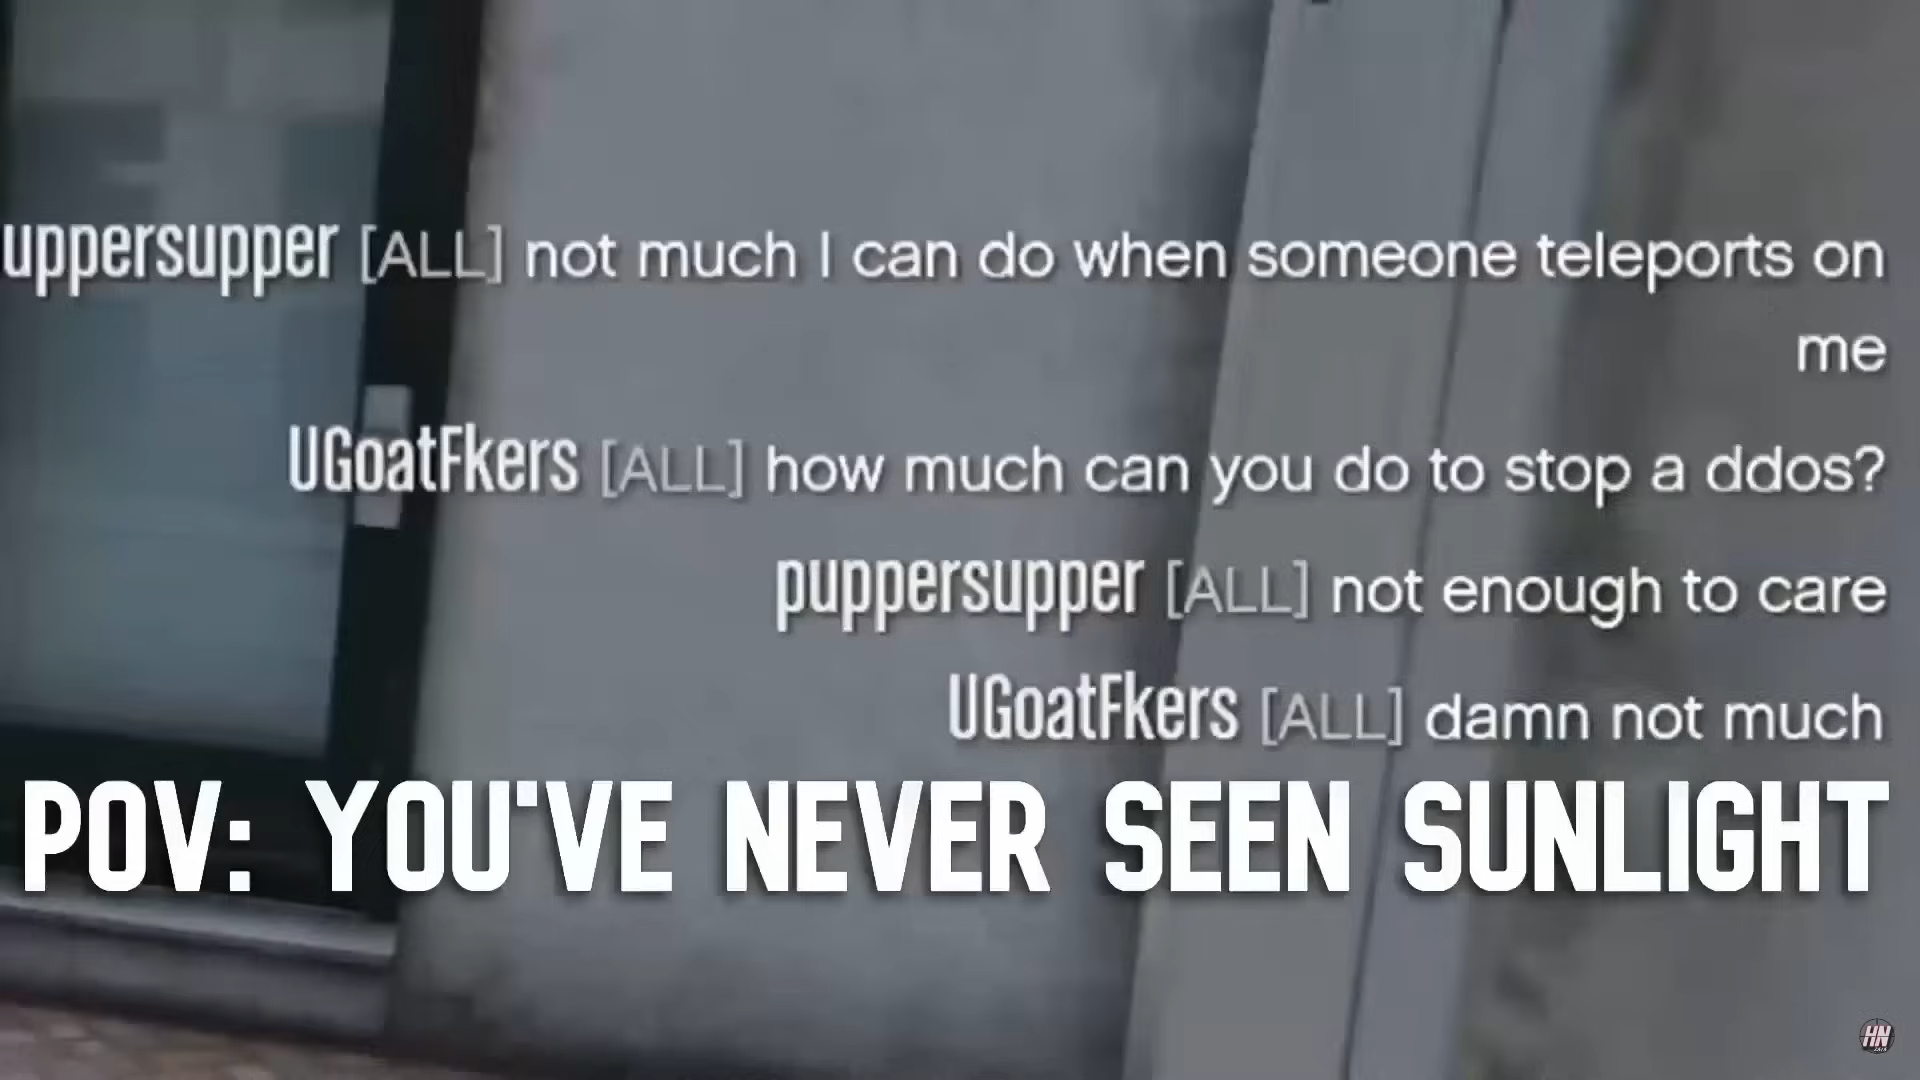 uppersupper [ALL] not much I can do when someone teleports on
me
UGoatFkers [ALL] how much can you do to stop a ddos?
puppersupper [ALL] not enough to care
UGoatFkers [ALL] damn not much
POV: YOU'VE NEVER SEEN SUNLIGHT
HN